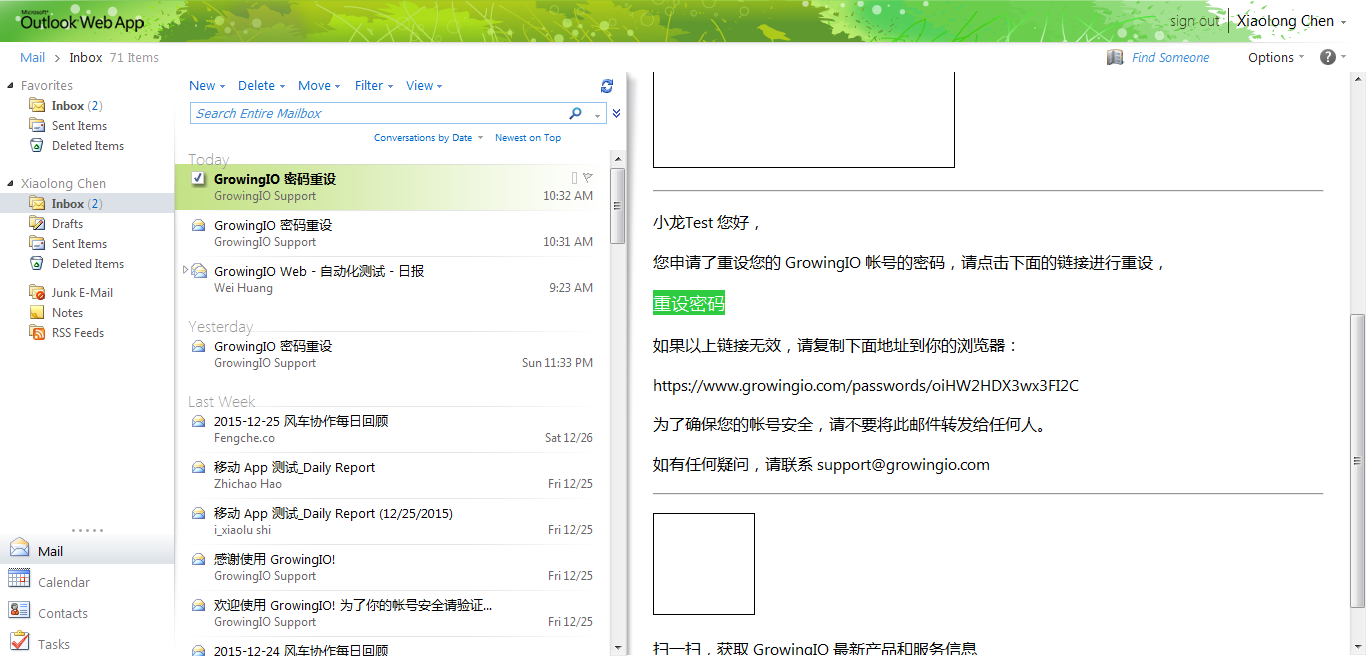 Microsoft
Outlook Web App
sign out
Xiaolong Chen
Mail > Inbox 71 Items
Find Someone
Options
?
Favorites
Inbox (2)
Sent Items
Deleted Items
Xiaolong Chen
Inbox (2)
Drafts
Sent Items
Deleted Items
Junk E-Mail
Notes
RSS Feeds
Mail
Calendar
Contacts
Tasks
New Delete Move Filter View
Search Entire Mailbox
Conversations by Date Newest on Top
Today
GrowingIO 密码重设
GrowingIO Support 10:32 AM
GrowingIO 密码重设
GrowingIO Support 10:31 AM
GrowingIO Web - 自动化测试 - 日报
Wei Huang 9:23 AM
Yesterday
GrowingIO 密码重设
GrowingIO Support Sun 11:33 PM
Last Week
2015-12-25 风车协作每日回顾
Fengche.co Sat 12/26
移动 App 测试_Daily Report
Zhichao Hao Fri 12/25
移动 App 测试_Daily Report (12/25/2015)
i_xiaolu shi Fri 12/25
感谢使用 GrowingIO!
GrowingIO Support Fri 12/25
欢迎使用 GrowingIO! 为了你的帐号安全请验证...
GrowingIO Support Fri 12/25
2015-12-24 风车协作每日回顾
小龙Test 您好，
您申请了重设您的 GrowingIO 帐号的密码，请点击下面的链接进行重设，
重设密码
如果以上链接无效，请复制下面地址到你的浏览器：
https://www.growingio.com/passwords/oiHW2HDX3wx3FI2C
为了确保您的帐号安全，请不要将此邮件转发给任何人。
如有任何疑问，请联系 support@growingio.com
扫一扫，获取 GrowingIO 最新产品和服务信息